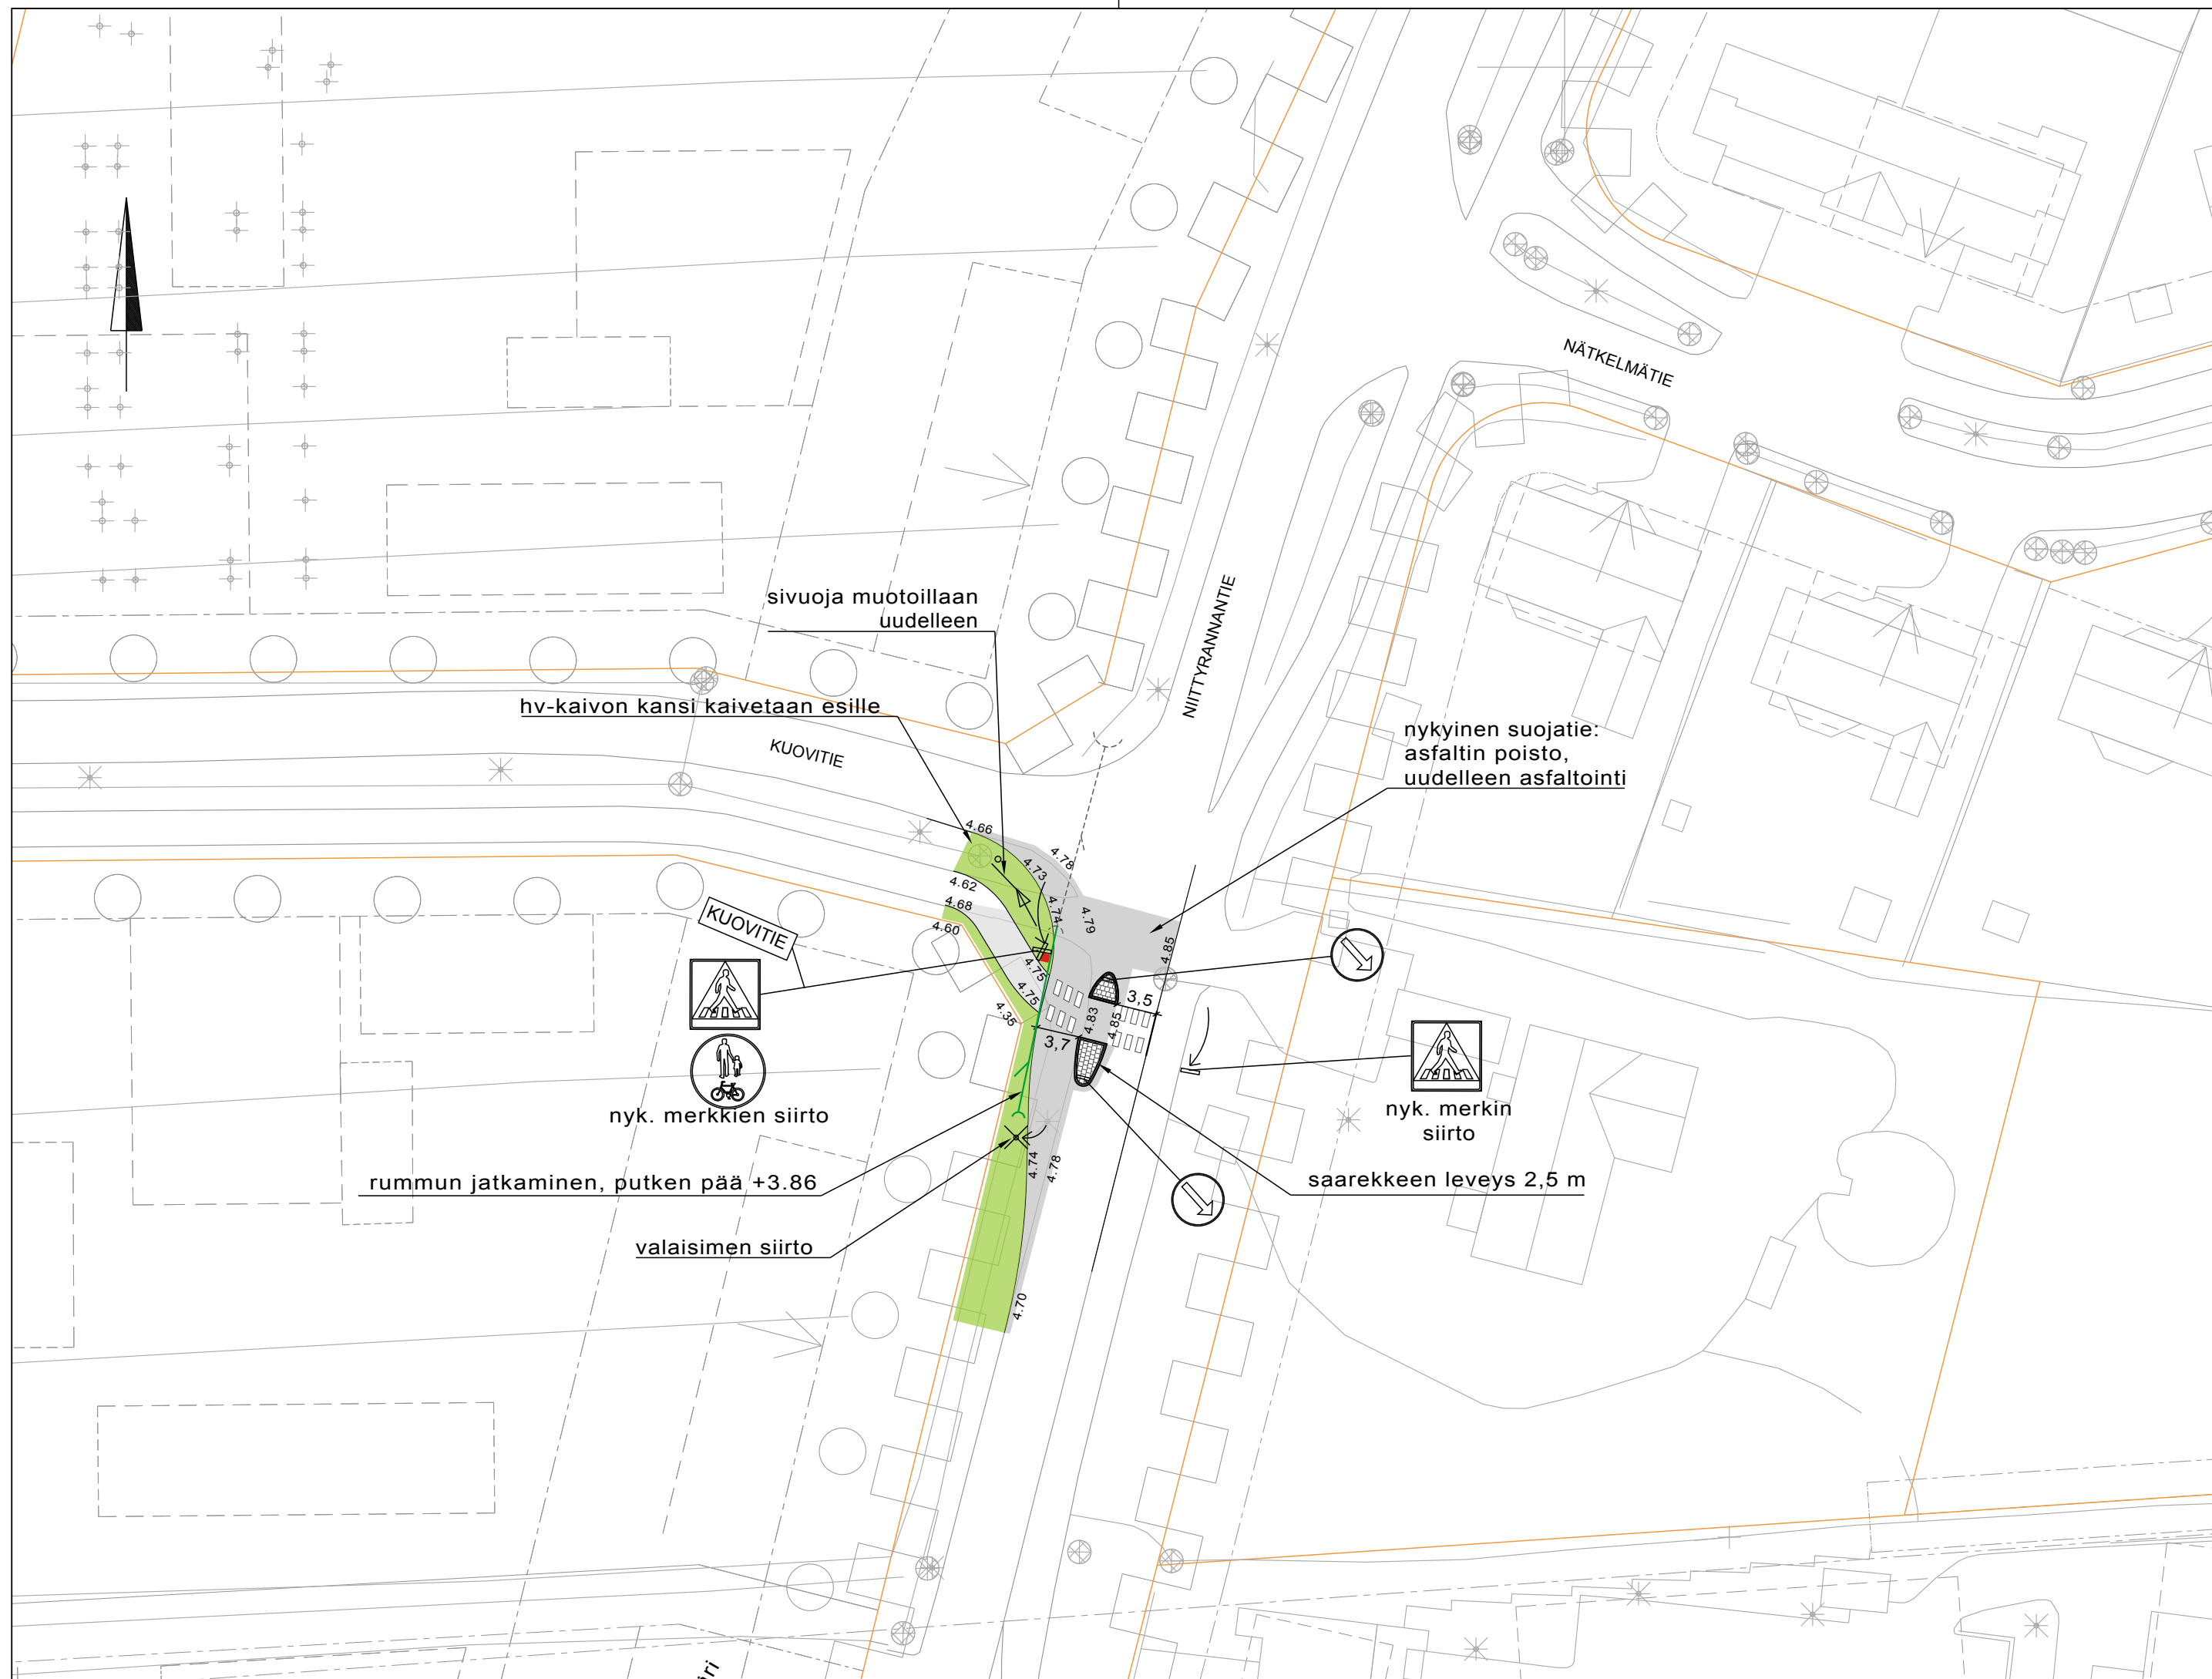 NÄTKELMÄTIE
sivuoja muotoillaan
uudelleen
NIITTYRANNANTIE
hv-kaivon kansi kaivetaan esille
KUOVITIE
nykyinen suojatie:
asfaltin poisto,
uudelleen asfaltointi
4.66
4.78
4.73
4.62
4.68
4.74
4.79
4.60
KUOVITIE
4.85
4.75
4.75
3,5
4.35
4.83
4.85
3,7
nyk. merkkien siirto
nyk. merkin
siirto
rummun jatkaminen, putken pää +3.86
4.74
4.78
saarekkeen leveys 2,5 m
valaisimen siirto
4.70